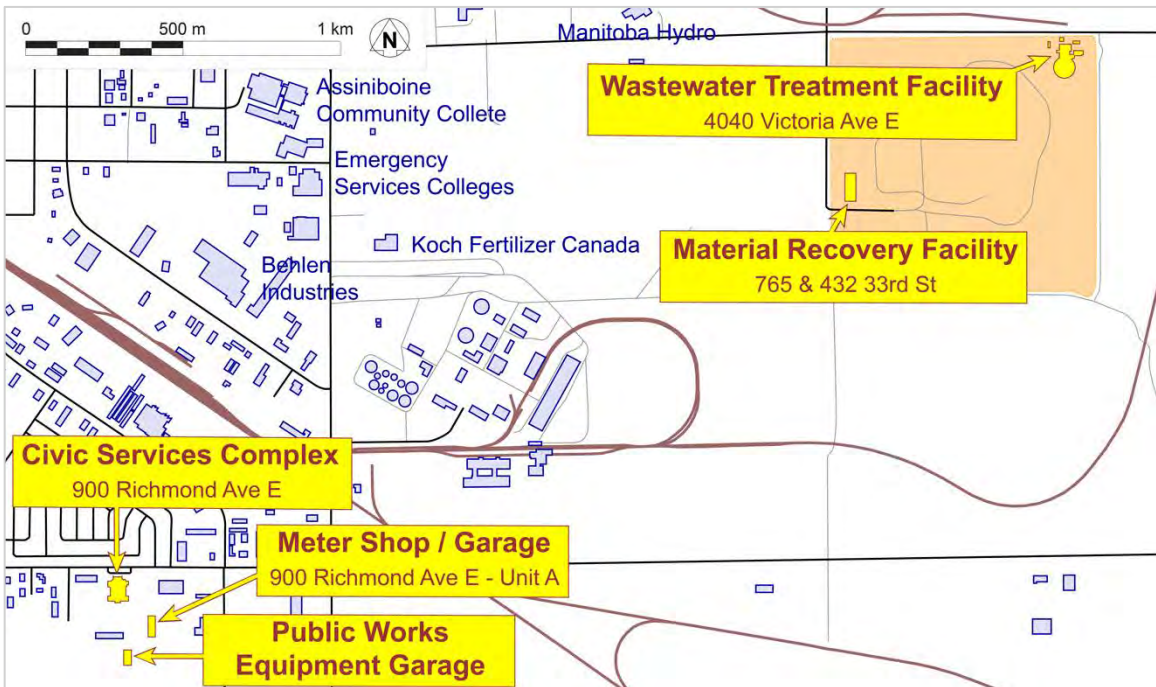 0 500 m 1 km
N
Manitoba Hydro
Assiniboine
Community Collete
Wastewater Treatment Facility
4040 Victoria Ave E
Emergency
Services Colleges
Koch Fertilizer Canada
Material Recovery Facility
765 & 432 33rd St
Behlen
Industries
Civic Services Complex
900 Richmond Ave E
Meter Shop / Garage
900 Richmond Ave E - Unit A
Public Works
Equipment Garage